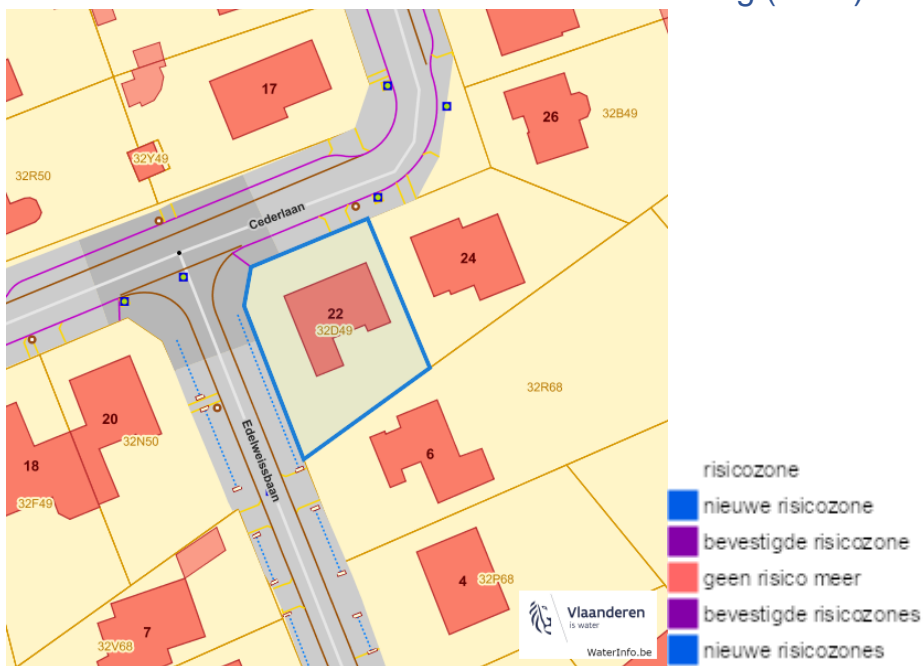 17
26
32B49
32Y49
32R50
Cederlaan
24
22
32D49
32R68
20
32N50
18
32F49
Edelweissbaan
6
4
32P68
7
32V68
Vlaanderen
is water
WaterInfo.be
risicozone
nieuwe risicozone
bevestigde risicozone
geen risico meer
bevestigde risicozones
nieuwe risicozones